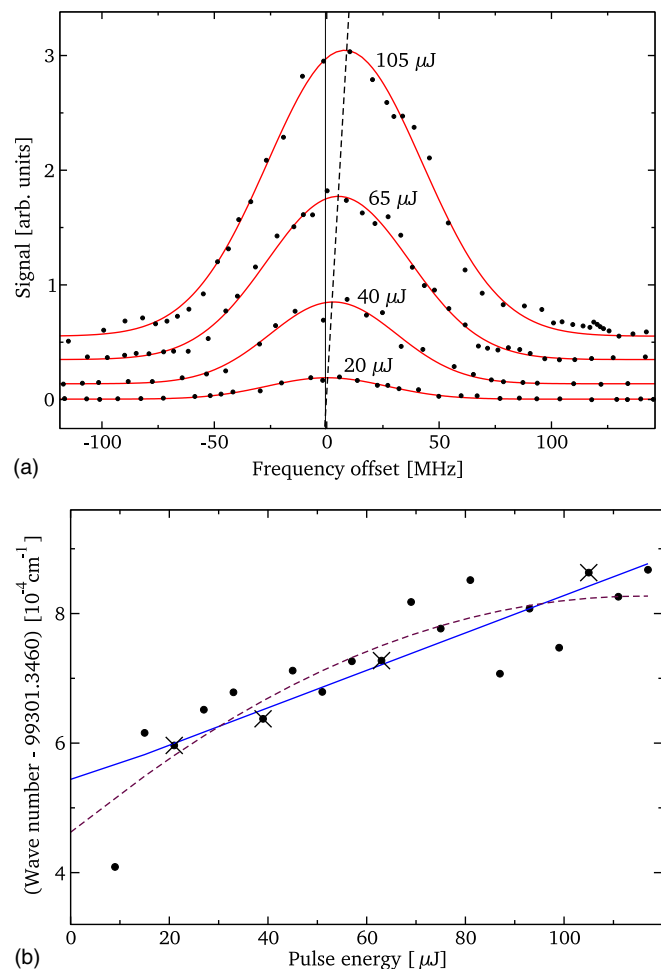 3
2
1
0
Signal [arb. units]
105 μJ
65 μJ
40 μJ
20 μJ
-100 -50 0 50 100
Frequency offset [MHz]
(a)
8
6
4
(Wave number - 99301.3460) [10⁻⁴cm⁻¹]
0 20 40 60 80 100
Pulse energy [ μJ]
(b)